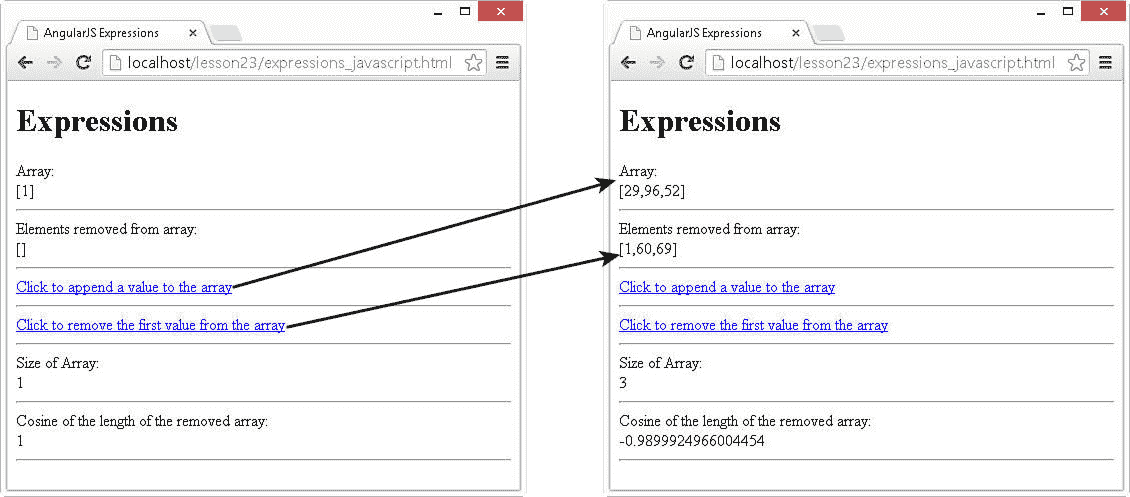 AngularJS Expressions
localhost/lesson23/expressions_javascript.html
Expressions
Array:
[1]
Elements removed from array:
[]
Click to append a value to the array
Click to remove the first value from the array
Size of Array:
1
Cosine of the length of the removed array:
1
AngularJS Expressions
localhost/lesson23/expressions_javascript.html
Expressions
Array:
[29,96,52]
Elements removed from array:
[1,60,69]
Click to append a value to the array
Click to remove the first value from the array
Size of Array:
3
Cosine of the length of the removed array:
-0.9899924966004454